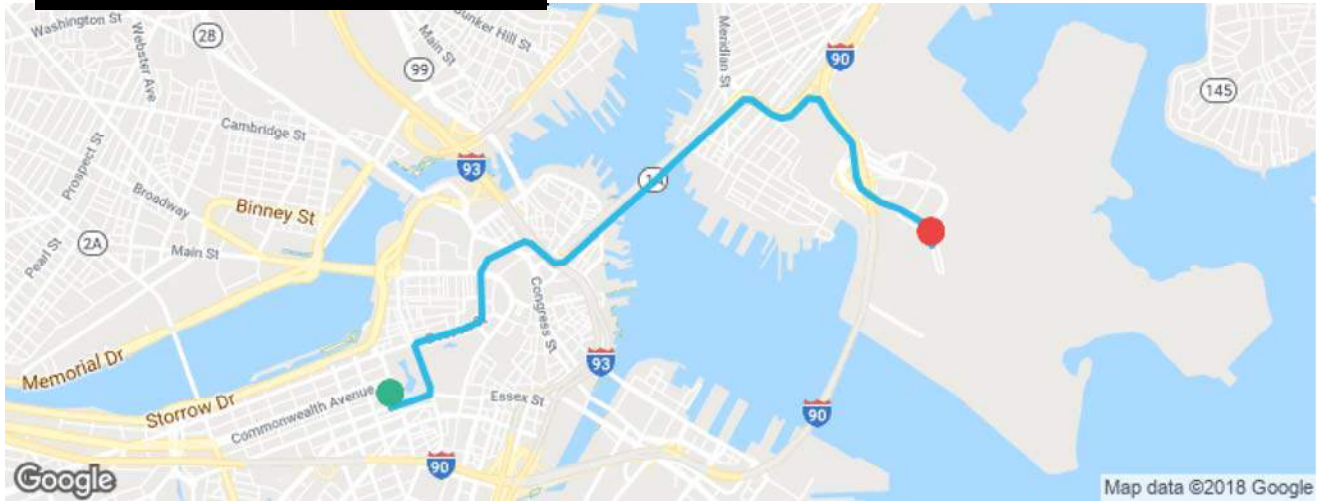 Washington St
Webster Ave
28
Bunker Hill St
Main St
99
Meridian St
90
145
Cambridge St
Prospect St
93
Broadway
Binney St
1A
2A
Pearl St
Main St
Congress St
Memorial Dr
93
Storrow Dr
Commonwealth Avenue
Essex St
90
90
Google
Map data ©2018 Google